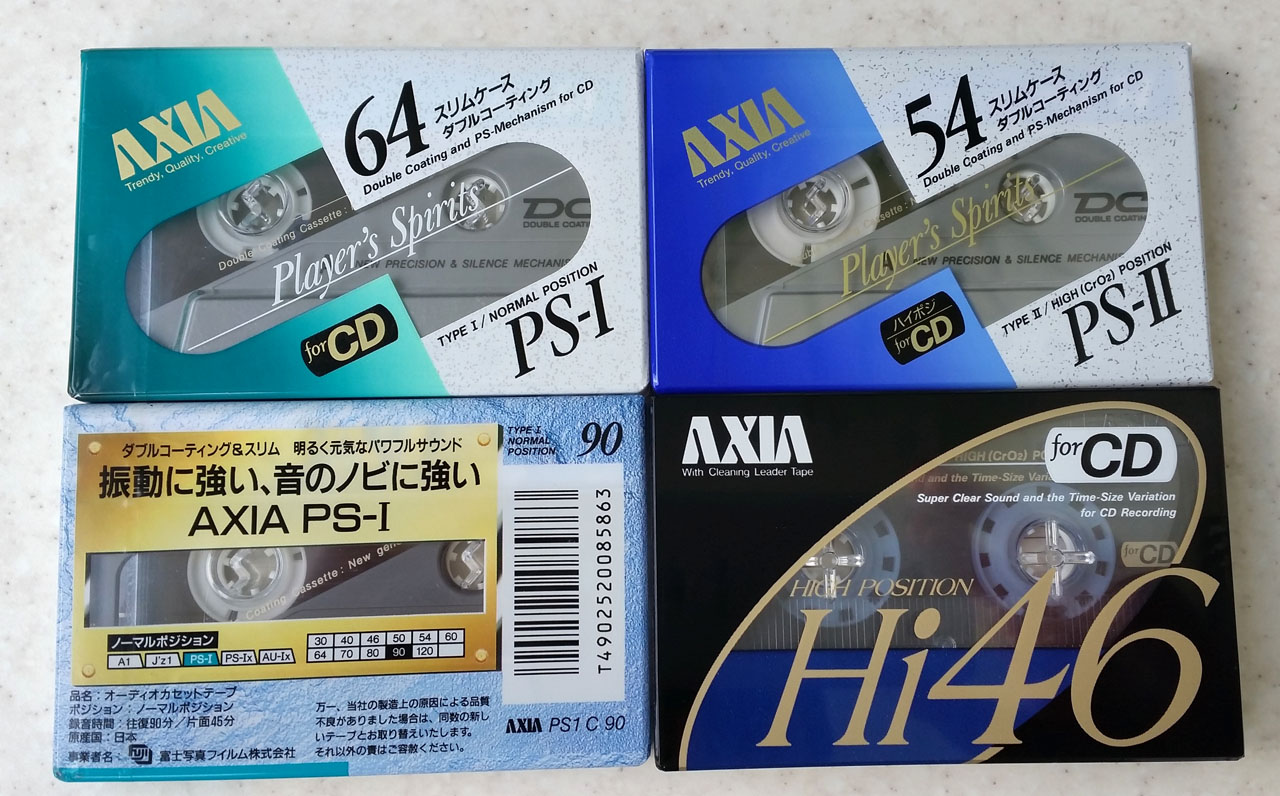 AXIA
Trendy, Quality, Creative
64
スリムケース
ダブルコーティング
Double Coating and PS-Mechanism for CD
Double Coating Cassette :
DC
DOUBLE COATIN
Player's Spirits
NEW PRECISION & SILENCE MECHANIS
for CD
TYPE I / NORMAL POSITION
PS-I
AXIA
Trendy, Quality, Creative
54
スリムケース
ダブルコーティング
Double Coating and PS-Mechanism for CD
DC
DOUBLE COATIN
Player's Spirits
NEW PRECISION & SILENCE MECHANIS
ハイポジ
for CD
TYPE II / HIGH (CrO2) POSITION
PS-II
ダブルコーティング&スリム 明るく元気なパワフルサウンド
振動に強い、音のノビに強い
AXIA PS-I
TYPE I
NORMAL
POSITION
90
Coating Cassette : New gen
ノーマルポジション
A1 J'z1 PS-I PS-Ix AU-Ix
30 40 46 50 54 60
64 70 80 90 120
T4902520085863
品名：オーディオカセットテープ
ポジション：ノーマルポジション
録音時間：往復90分／片面45分
原産国：日本
事業者名： 富士写真フイルム株式会社
万一、当社の製造上の原因による品質
不良がありました場合は、同数の新し
いテープとお取り替えいたします。
それ以外の責はご容赦ください。
AXIA PS1 C 90
AXIA
With Cleaning Leader Tape
for CD
HIGH (CrO2) PO
and the Time-Size Varia
Super Clear Sound and the Time-Size Variation
for CD Recording
for CD
HIGH POSITION
Hi46